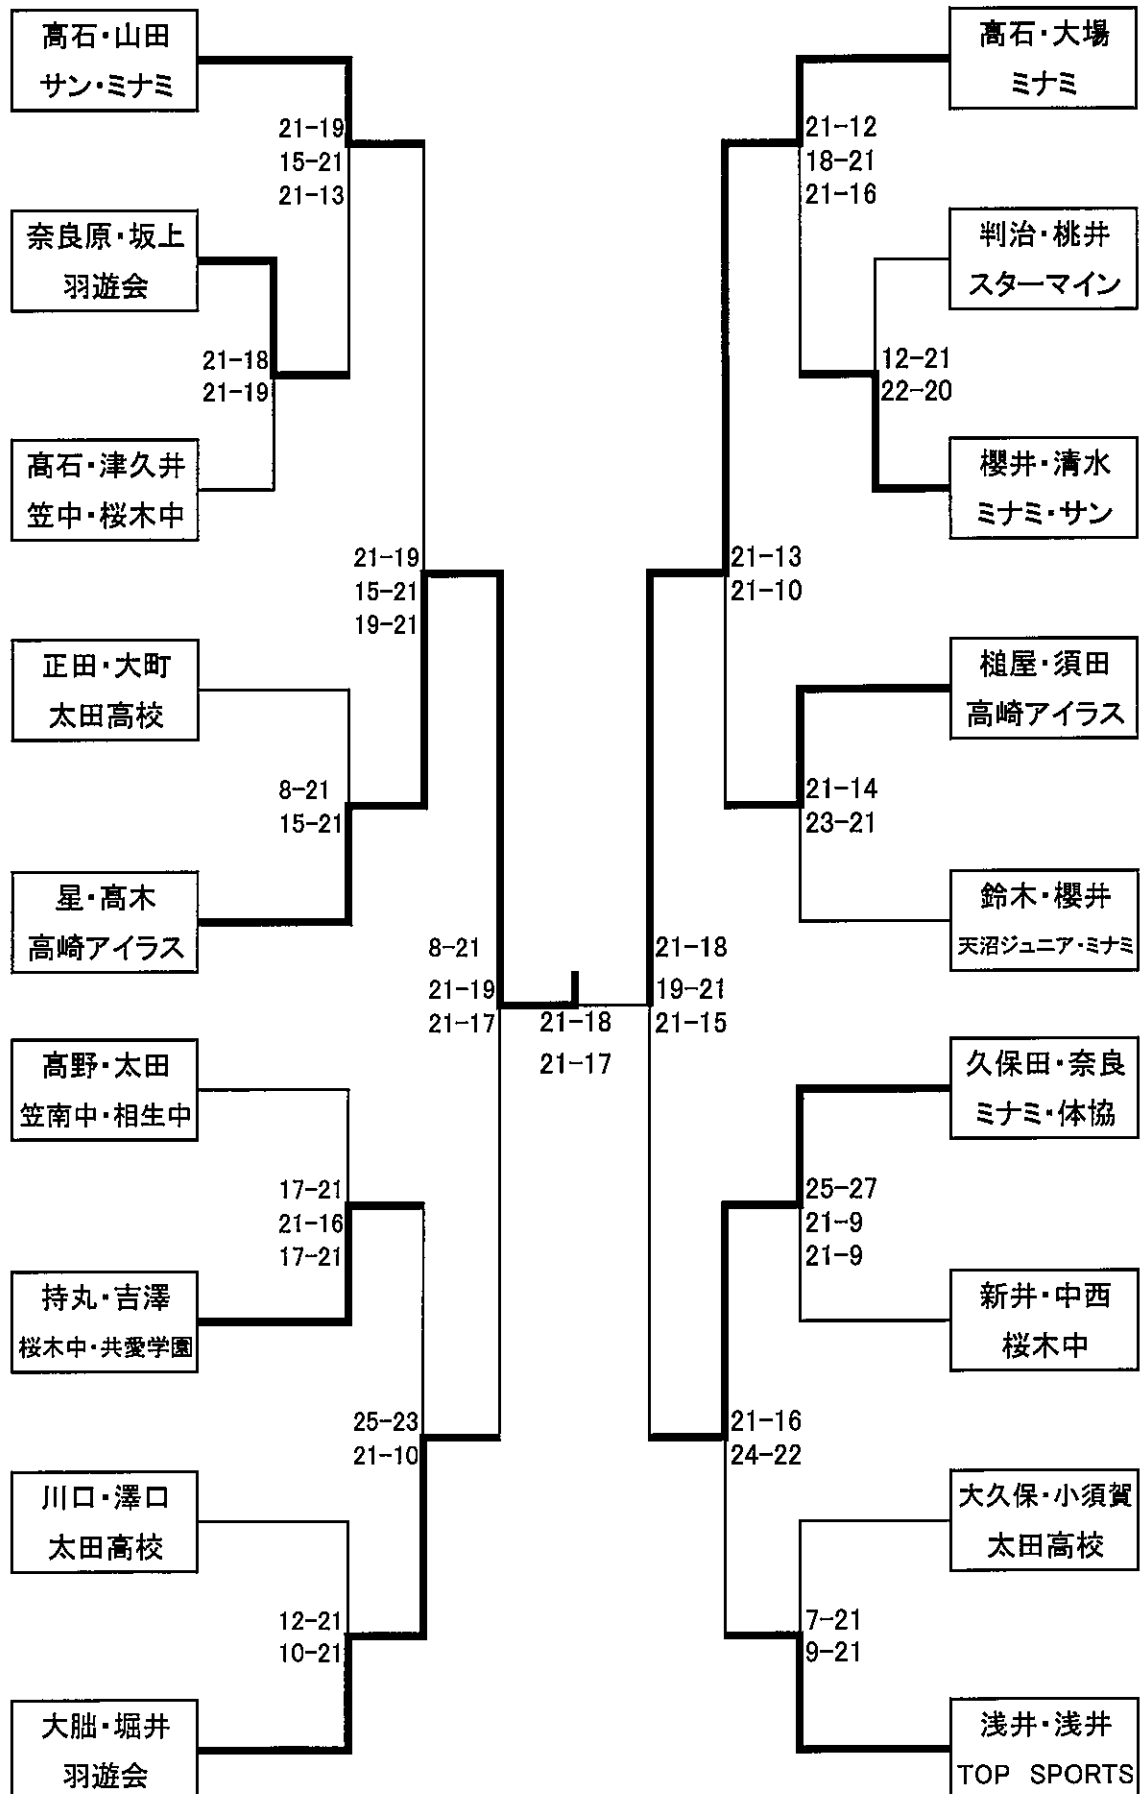 髙石・山田
サン・ミナミ
21-19
15-21
21-13
奈良原・坂上
羽遊会
21-18
21-19
髙石・津久井
笠中・桜木中
21-19
15-21
19-21
正田・大町
太田高校
8-21
15-21
星・高木
高崎アイラス
8-21
21-19
21-17
高野・太田
笠南中・相生中
17-21
21-16
17-21
持丸・吉澤
桜木中・共愛学園
25-23
21-10
川口・澤口
太田高校
12-21
10-21
大朏・堀井
羽遊会
21-18
21-17
髙石・大場
ミナミ
21-12
18-21
21-16
判治・桃井
スターマイン
12-21
22-20
櫻井・清水
ミナミ・サン
21-13
21-10
槌屋・須田
高崎アイラス
21-14
23-21
鈴木・櫻井
天沼ジュニア・ミナミ
21-18
19-21
21-15
久保田・奈良
ミナミ・体協
25-27
21-9
21-9
新井・中西
桜木中
21-16
24-22
大久保・小須賀
太田高校
7-21
9-21
浅井・浅井
TOP SPORTS